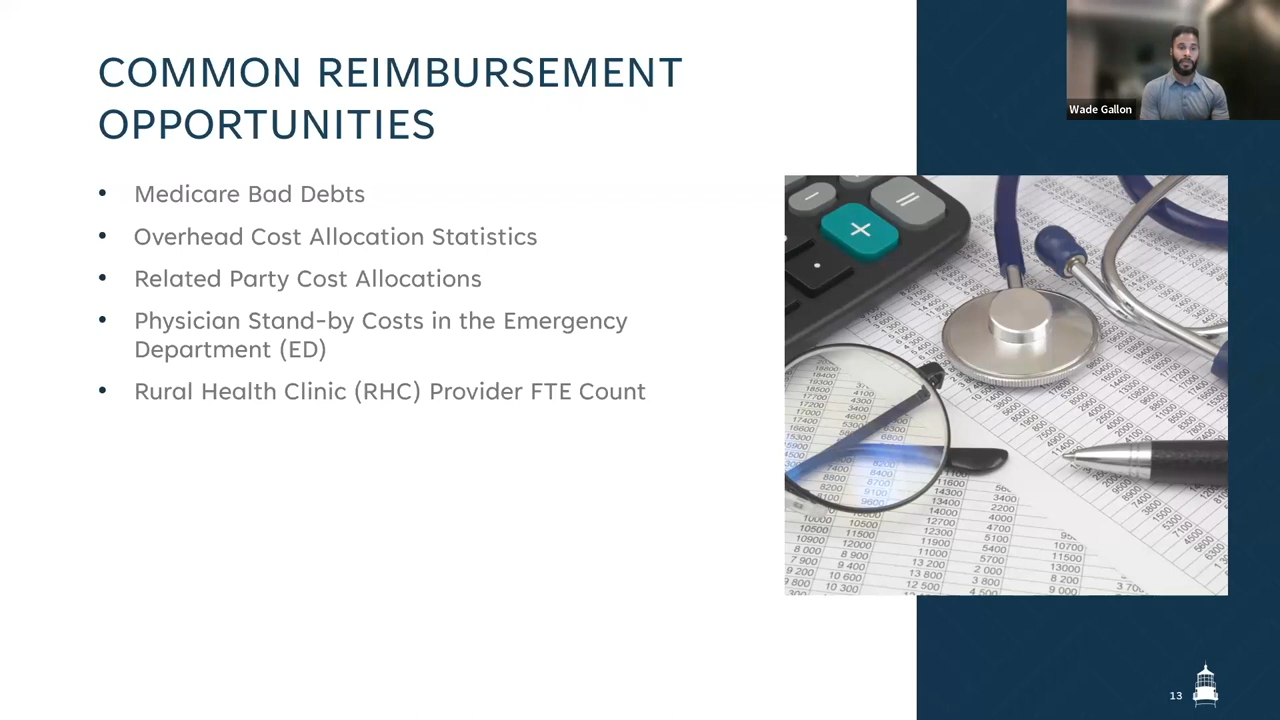 COMMON REIMBURSEMENT
OPPORTUNITIES
Wade Gallon
• Medicare Bad Debts
• Overhead Cost Allocation Statistics
• Related Party Cost Allocations
• Physician Stand-by Costs in the Emergency
Department (ED)
• Rural Health Clinic (RHC) Provider FTE Count
13